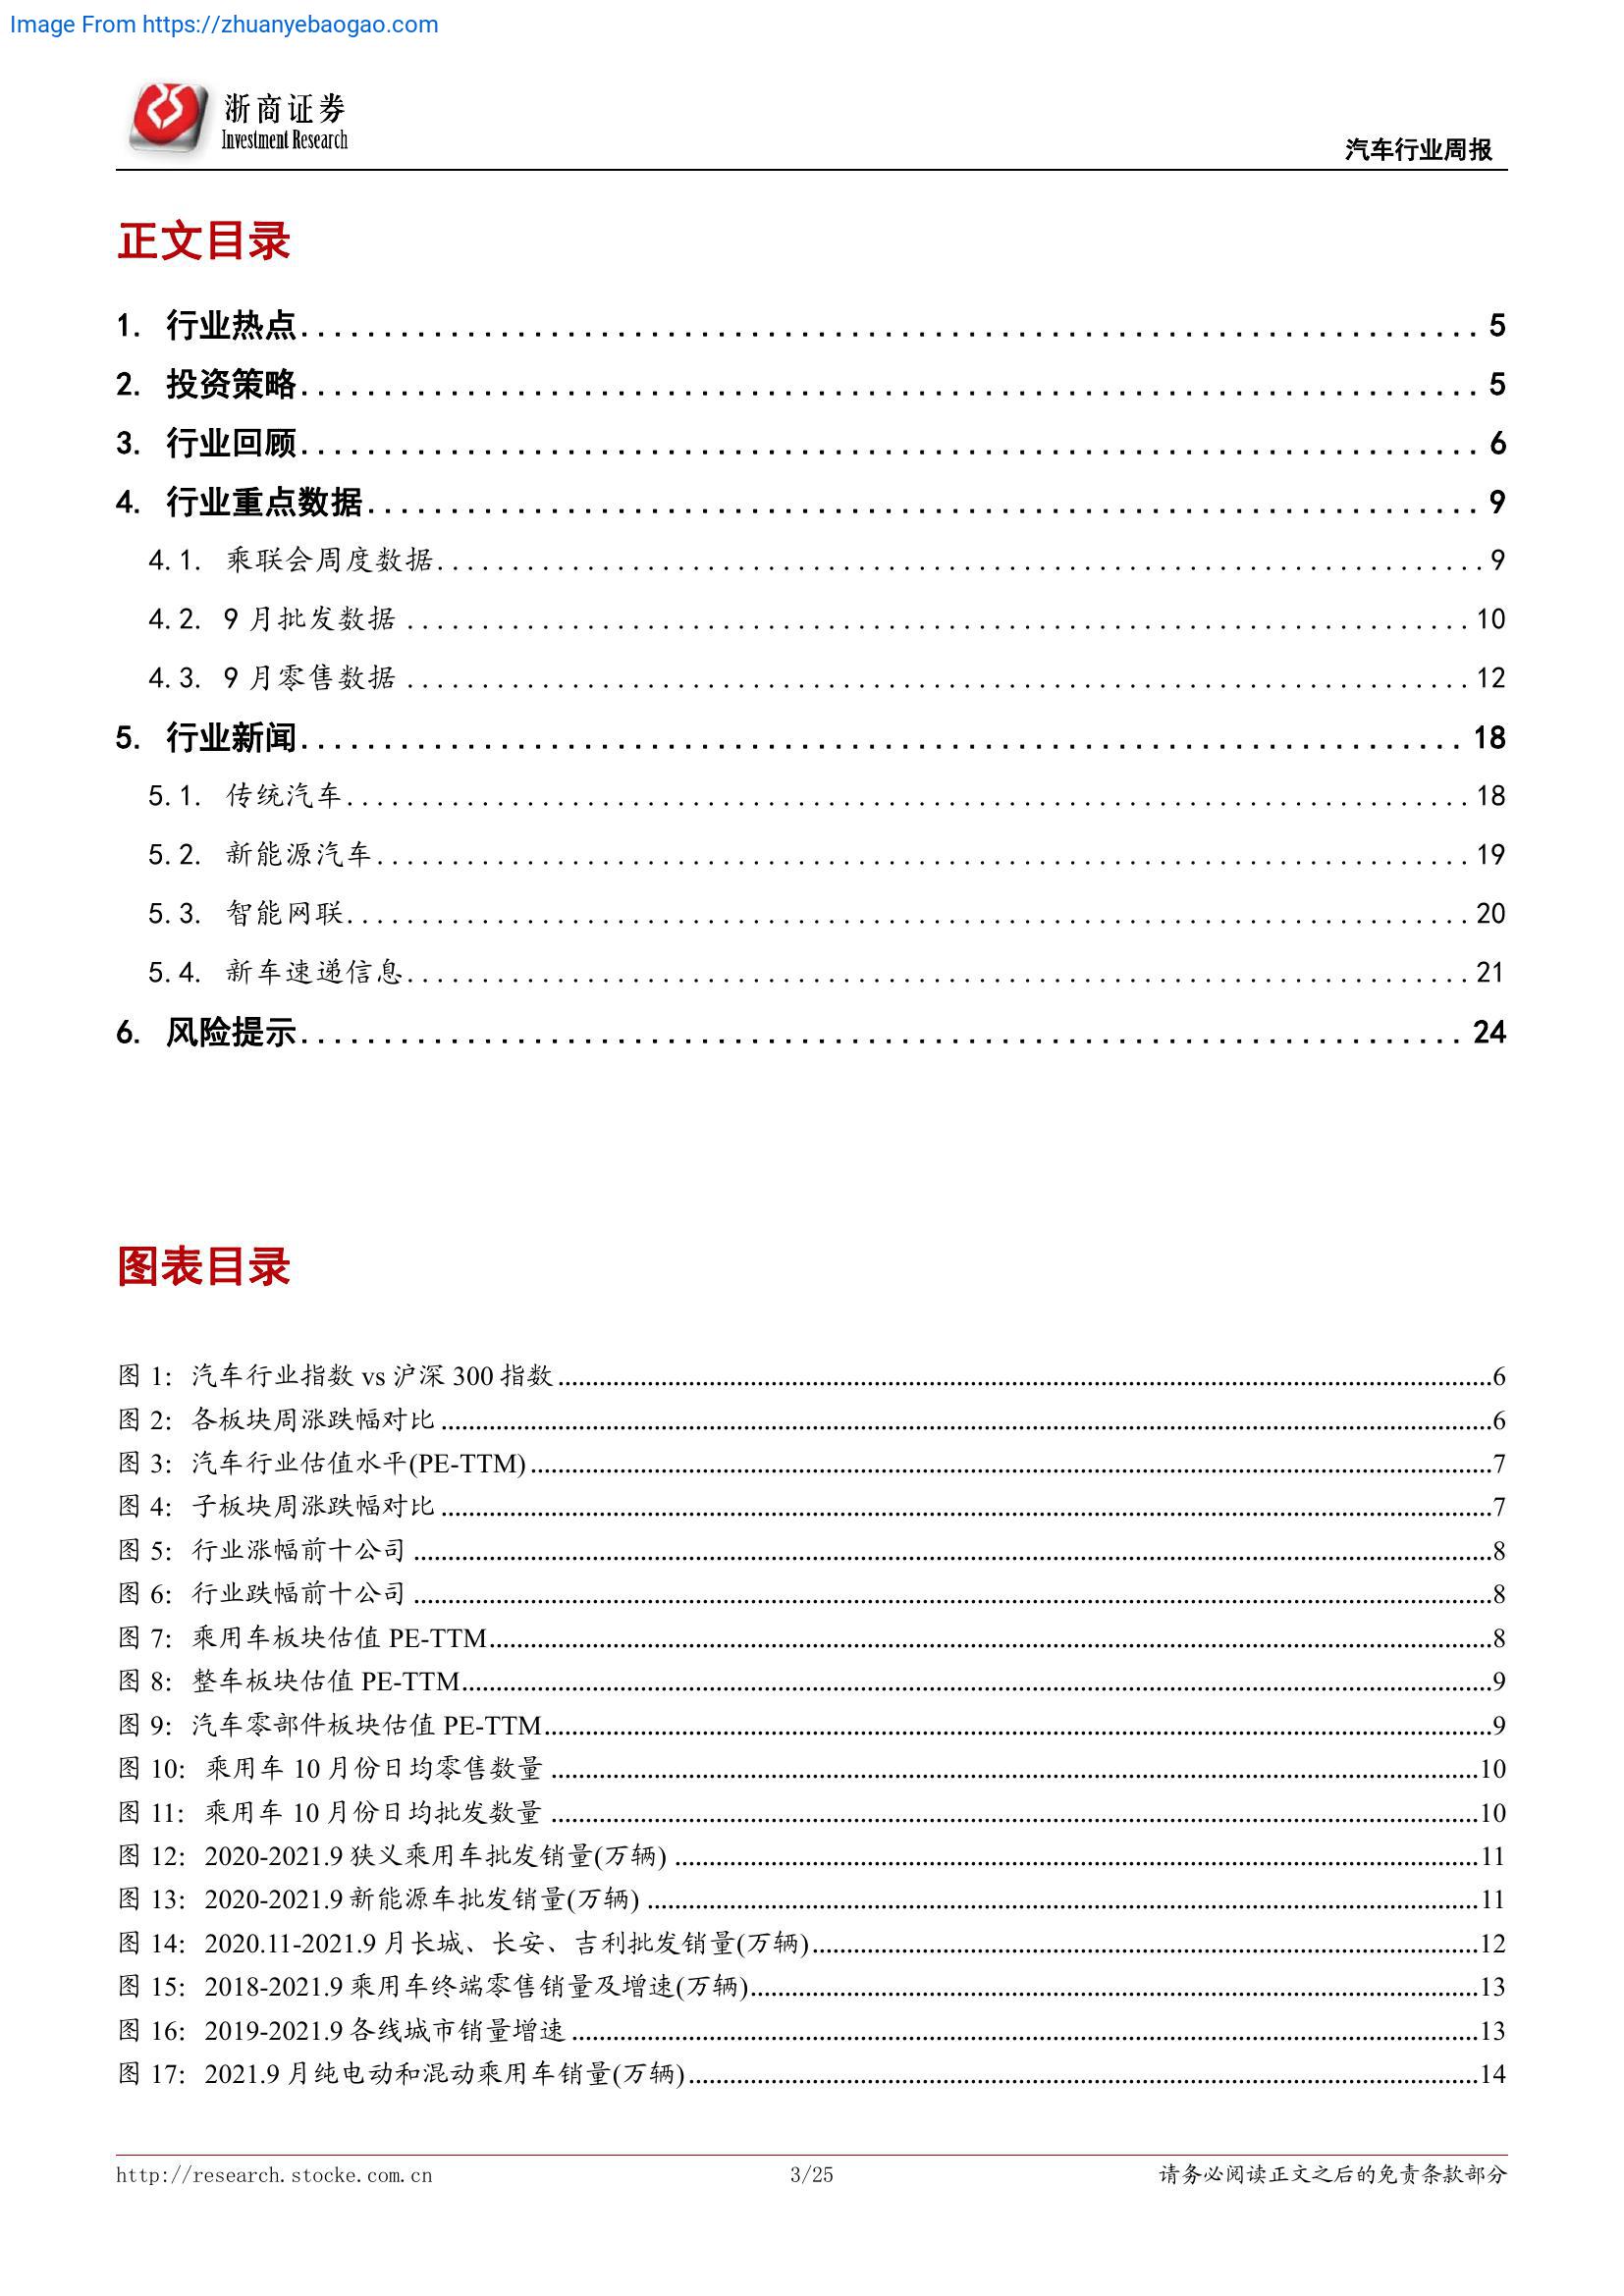 Image From https://zhuanyebaogao.com
浙商证券
Investment Research
汽车行业周报
正文目录
1. 行业热点........................................................................ 5
2. 投资策略........................................................................ 5
3. 行业回顾........................................................................ 6
4. 行业重点数据.................................................................... 9
4.1. 乘联会周度数据...................................................................... 9
4.2. 9 月批发数据 ....................................................................... 10
4.3. 9 月零售数据 ....................................................................... 12
5. 行业新闻....................................................................... 18
5.1. 传统汽车........................................................................... 18
5.2. 新能源汽车......................................................................... 19
5.3. 智能网联........................................................................... 20
5.4. 新车速递信息....................................................................... 21
6. 风险提示....................................................................... 24
图表目录
图 1: 汽车行业指数 vs 沪深 300 指数........................................................................6
图 2: 各板块周涨跌幅对比 ........................................................................6
图 3: 汽车行业估值水平(PE-TTM)........................................................................7
图 4: 子板块周涨跌幅对比 ........................................................................7
图 5: 行业涨幅前十公司 ........................................................................8
图 6: 行业跌幅前十公司 ........................................................................8
图 7: 乘用车板块估值 PE-TTM........................................................................8
图 8: 整车板块估值 PE-TTM........................................................................9
图 9: 汽车零部件板块估值 PE-TTM........................................................................9
图 10: 乘用车 10 月份日均零售数量 ........................................................................10
图 11: 乘用车 10 月份日均批发数量 ........................................................................10
图 12: 2020-2021.9 狭义乘用车批发销量(万辆) ........................................................................11
图 13: 2020-2021.9 新能源车批发销量(万辆) ........................................................................11
图 14: 2020.11-2021.9 月长城、长安、吉利批发销量(万辆)........................................................................12
图 15: 2018-2021.9 乘用车终端零售销量及增速(万辆)........................................................................13
图 16: 2019-2021.9 各线城市销量增速 ........................................................................13
图 17: 2021.9 月纯电动和混动乘用车销量(万辆)........................................................................14
http://research.stocke.com.cn 3/25 请务必阅读正文之后的免责条款部分